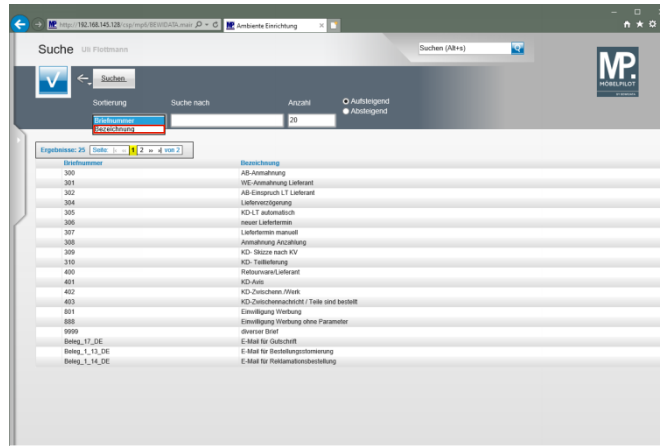 http://192.168.145.128/ccp/mp9/BEWIDATA.main
Ambiente Einrichtung
Suche Uli Flottmann
Suchen (Alt+s)
MP.
MÖBELPILOT
Suchen
Sortierung Suche nach Anzahl Aufsteigend
Absteigend
Briefnummer 20
Bezeichnung
Ergebnisse: 25 Seite: 1 2 von 2
Briefnummer Bezeichnung
300 AB-Anmahnung
301 WE-Anmahnung Lieferant
302 AB-Einspruch LT Lieferant
304 Lieferverzögerung
305 KD-LT automatisch
306 neuer Liefertermin
307 Liefertermin manuell
308 Anmahnung Anzahlung
309 KD- Skizze nach KV
310 KD- Teillieferung
400 Retourware/Lieferant
401 KD-Avis
402 KD-Zwischenn./Werk
403 KD-Zwischennachricht / Teile sind bestellt
801 Einwilligung Werbung
888 Einwilligung Werbung ohne Parameter
9999 diverser Brief
Beleg_17_DE E-Mail für Gutschrift
Beleg_1_13_DE E-Mail für Bestellungsstornierung
Beleg_1_14_DE E-Mail für Reklamationsbestellung